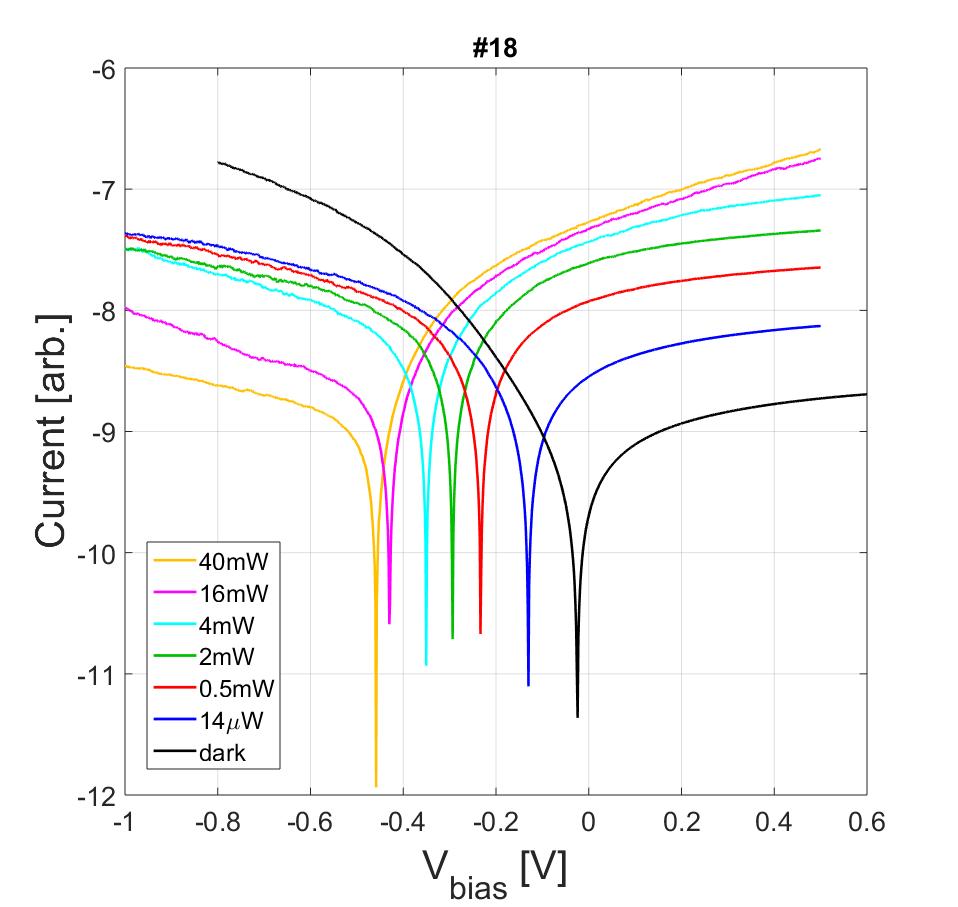 #18
-6
-7
-8
-9
-10
-11
-12
Current [arb.]
40mW
16mW
4mW
2mW
0.5mW
14μW
dark
-1 -0.8 -0.6 -0.4 -0.2 0 0.2 0.4 0.6
V_bias [V]